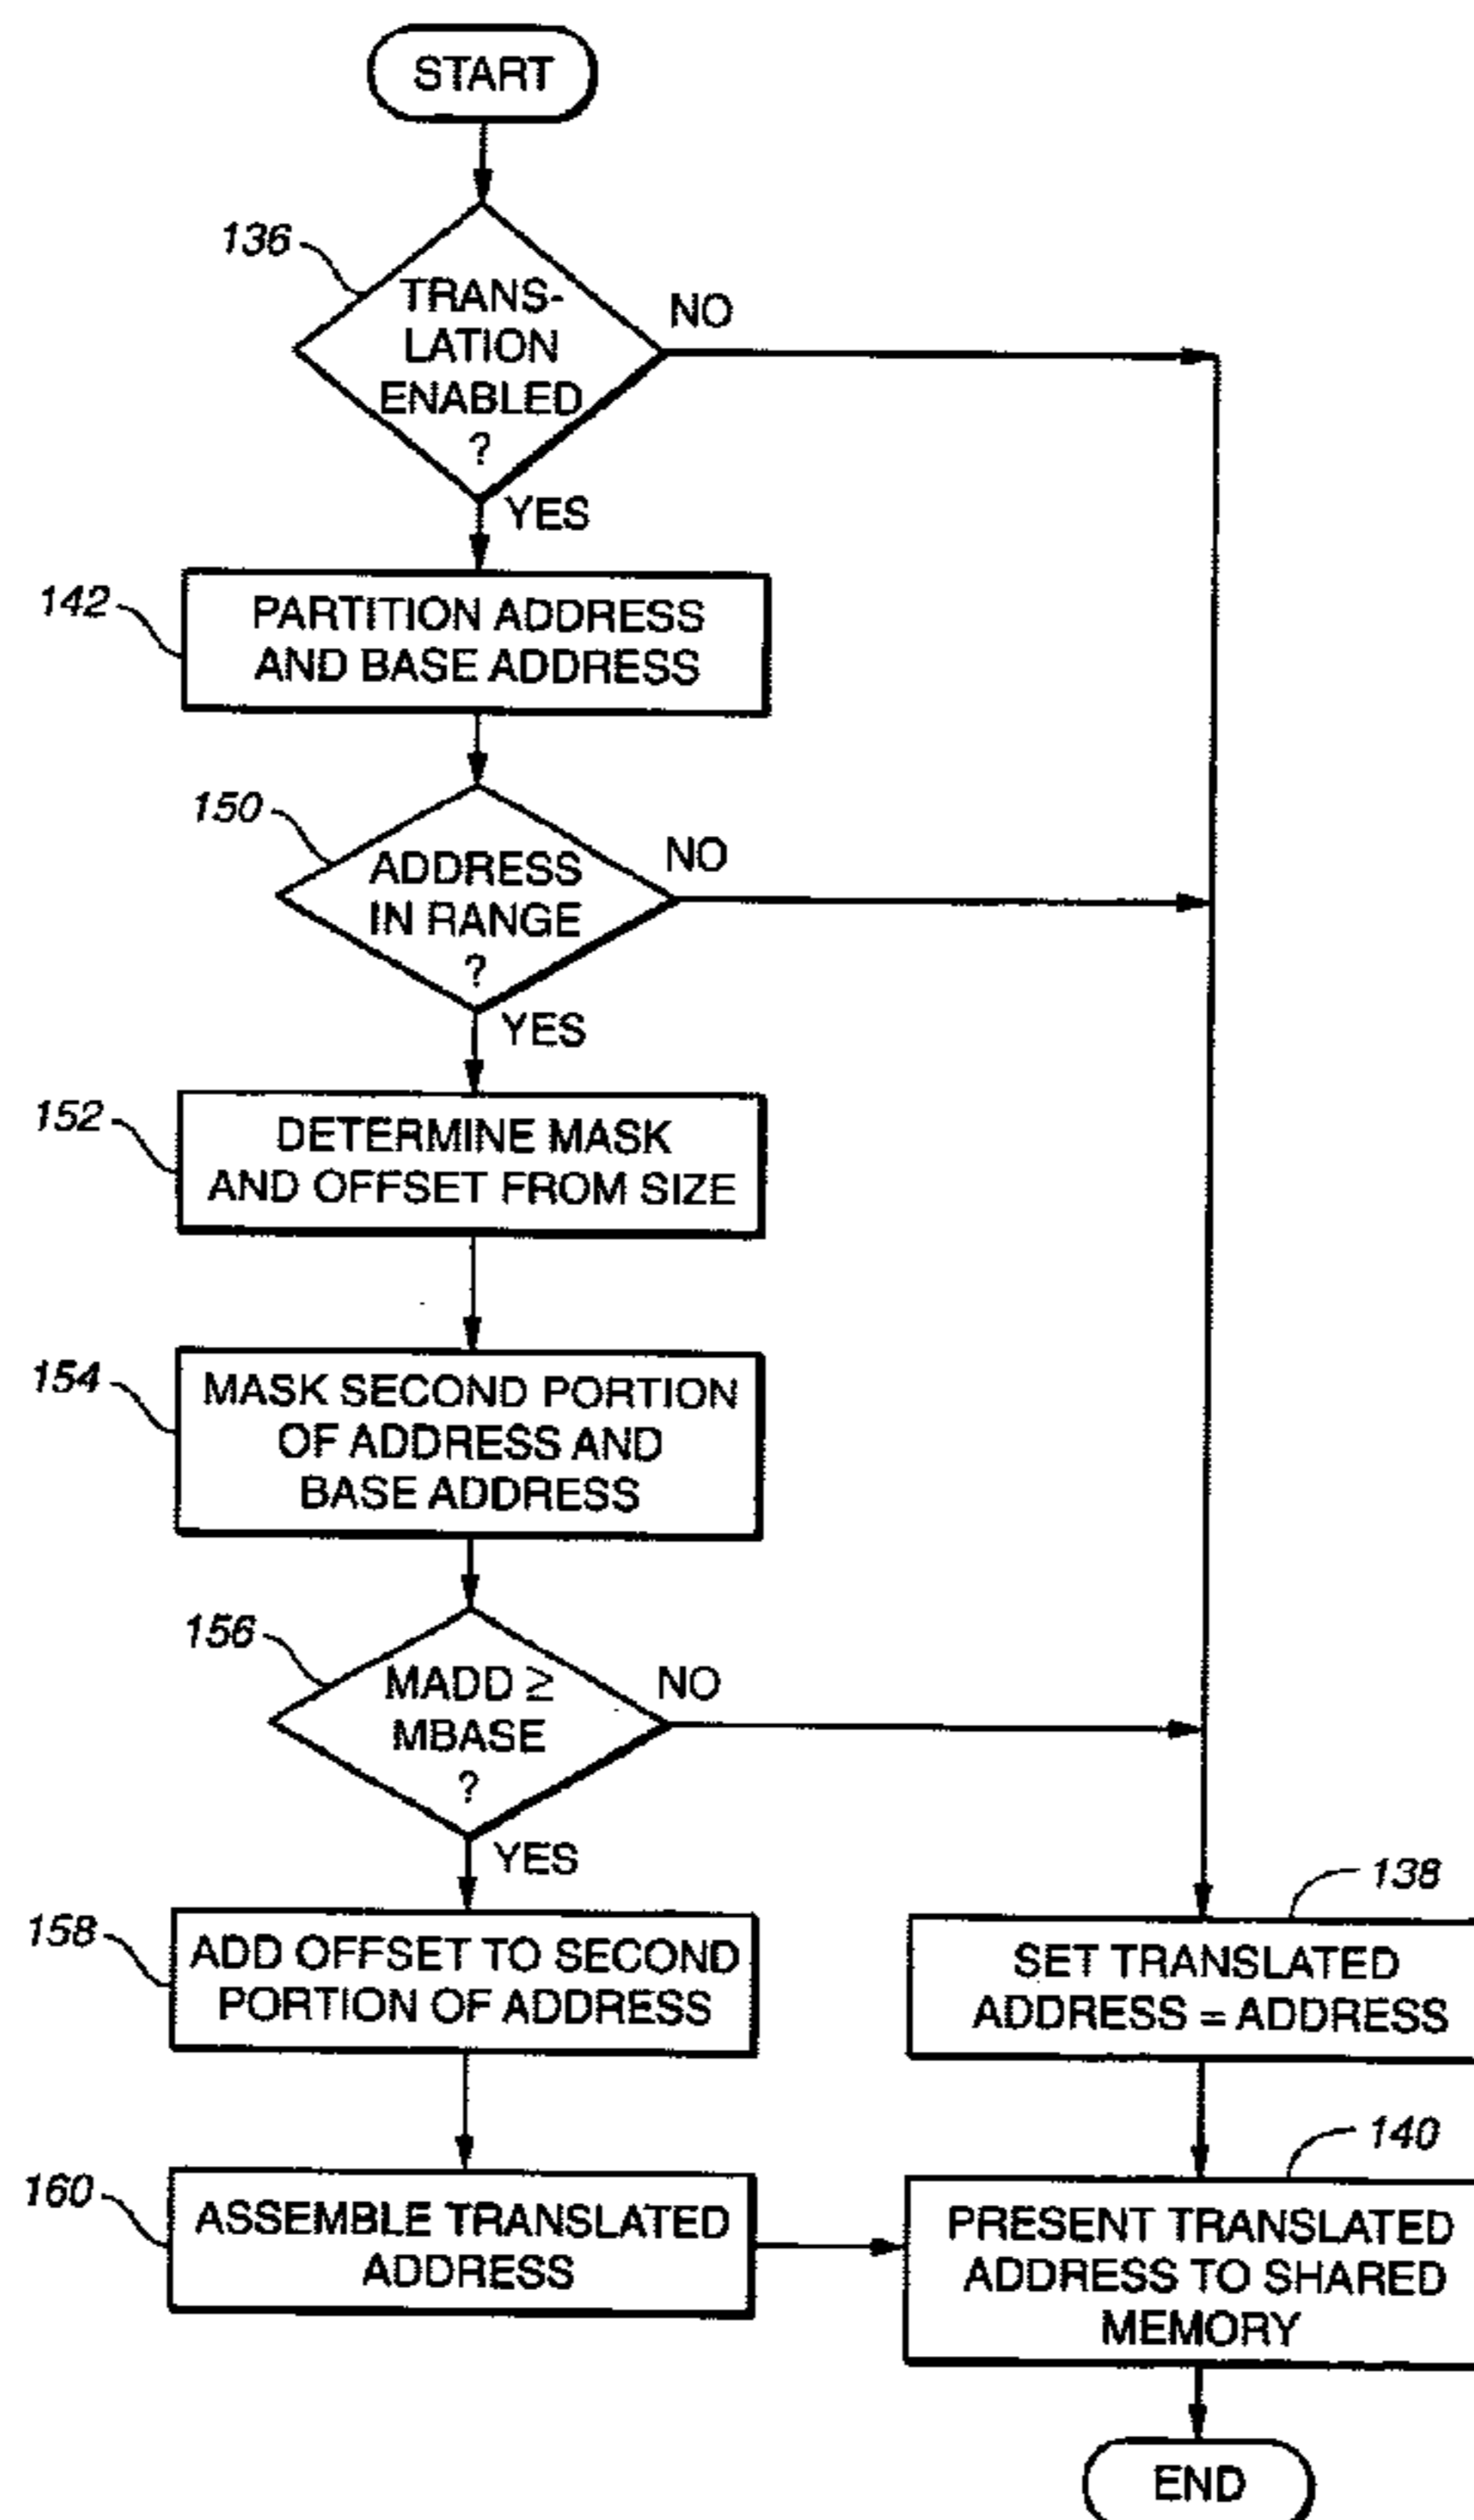 START
136
TRANS-
LATION
ENABLED
?
NO
YES
142
PARTITION ADDRESS
AND BASE ADDRESS
150
ADDRESS
IN RANGE
?
NO
YES
152
DETERMINE MASK
AND OFFSET FROM SIZE
154
MASK SECOND PORTION
OF ADDRESS AND
BASE ADDRESS
156
MADD ≥
MBASE
?
NO
YES
158
ADD OFFSET TO SECOND
PORTION OF ADDRESS
138
SET TRANSLATED
ADDRESS = ADDRESS
160
ASSEMBLE TRANSLATED
ADDRESS
140
PRESENT TRANSLATED
ADDRESS TO SHARED
MEMORY
END